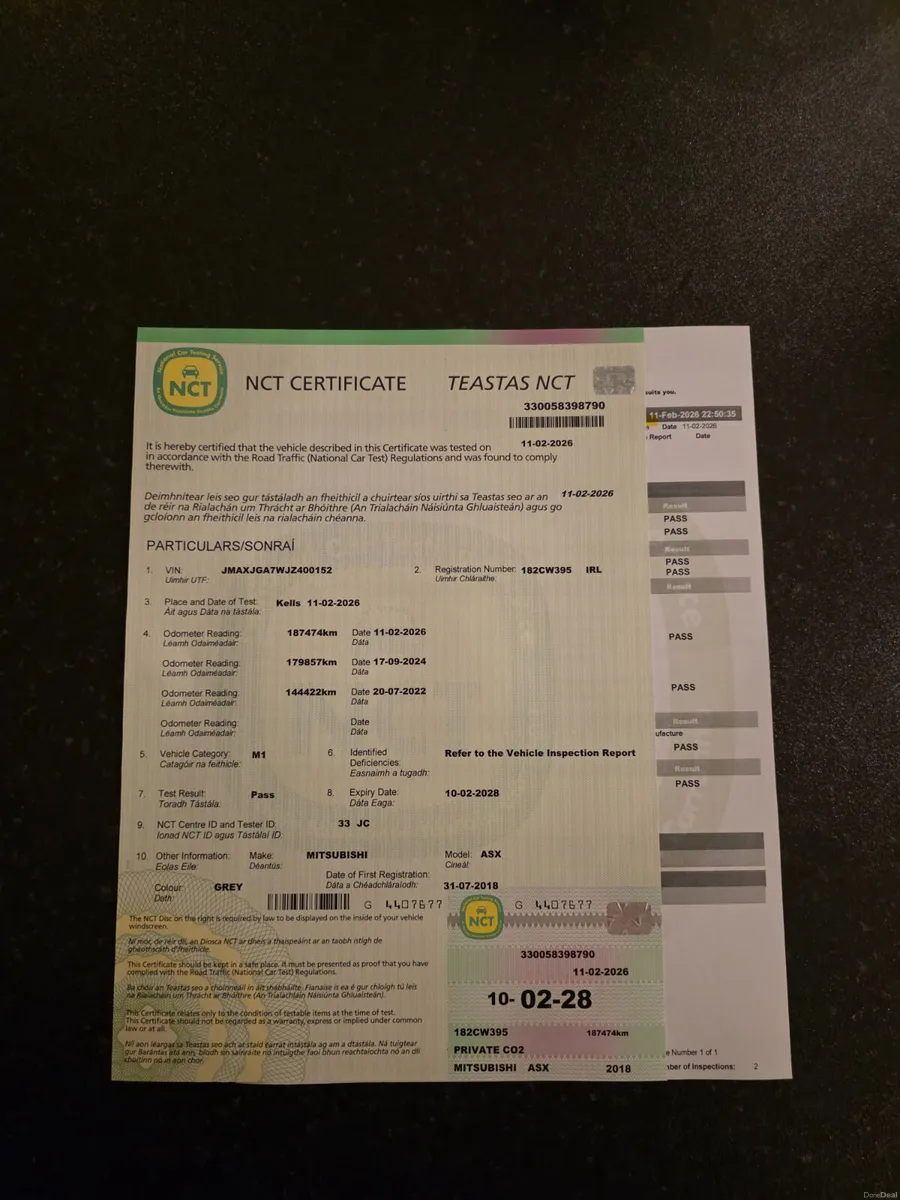 NCT
NCT CERTIFICATE TEASTAS NCT
330058398790
It is hereby certified that the vehicle described in this Certificate was tested on 11-02-2026
in accordance with the Road Traffic (National Car Test) Regulations and was found to comply
therewith.
Deimhnítear leis seo gur tástáladh an fheithicil a chuirtear síos uirthi sa Teastas seo ar an 11-02-2026
de réir na Rialachán um Thrácht ar Bhóithre (An Trialacháin Náisiúnta Ghluaisteán) agus go
gcloíonn an fheithicil leis na rialacháin chéanna.
PARTICULARS/SONRAÍ
1. VIN: JMAXJGA7WJZ400152 2. Registration Number: 182CW395 IRL
Uimhir UTF: Uimhir Chláraithe:
3. Place and Date of Test: Kells 11-02-2026
Áit agus Dáta na tástála:
4. Odometer Reading: 187474km Date 11-02-2026
Léamh Odaiméadair: Dáta
Odometer Reading: 179857km Date 17-09-2024
Léamh Odaiméadair: Dáta
Odometer Reading: 144422km Date 20-07-2022
Léamh Odaiméadair: Dáta
Odometer Reading: Date
Léamh Odaiméadair: Dáta
5. Vehicle Category: M1 6. Identified Deficiencies: Refer to the Vehicle Inspection Report
Catagóir na feithicle: Easnaimh a tugadh:
7. Test Result: Pass 8. Expiry Date: 10-02-2028
Toradh Tástála: Dáta Éaga:
9. NCT Centre ID and Tester ID: 33 JC
Ionad NCT ID agus Tástálaí ID:
10. Other Information: Make: MITSUBISHI Model: ASX
Eolas Eile: Déantús: Cineál:
Date of First Registration:
Dáta a Chéadchláraíodh: 31-07-2018
Colour: GREY
Dath:
G 4407677 G 4407677
The NCT Disc on the right is required by law to be displayed on the inside of your vehicle
windscreen.
This Certificate should be kept in a safe place. It must be presented as proof that you have
complied with the Road Traffic (National Car Test) Regulations.
This Certificate relates only to the condition of testable items at the time of test.
This Certificate should not be regarded as a warranty, express or implied under common
law or at all.
NCT
330058398790
11-02-2026
10- 02-28
182CW395 187474km
PRIVATE CO2
MITSUBISHI ASX 2018
suits you.
11-Feb-2026 22:50:35
Date 11-02-2026
Report Date
Result
PASS
PASS
Result
PASS
PASS
Result
PASS
PASS
Result
ufacture
PASS
Result
PASS
e Number 1 of 1
ber of Inspections: 2
DoneDeal